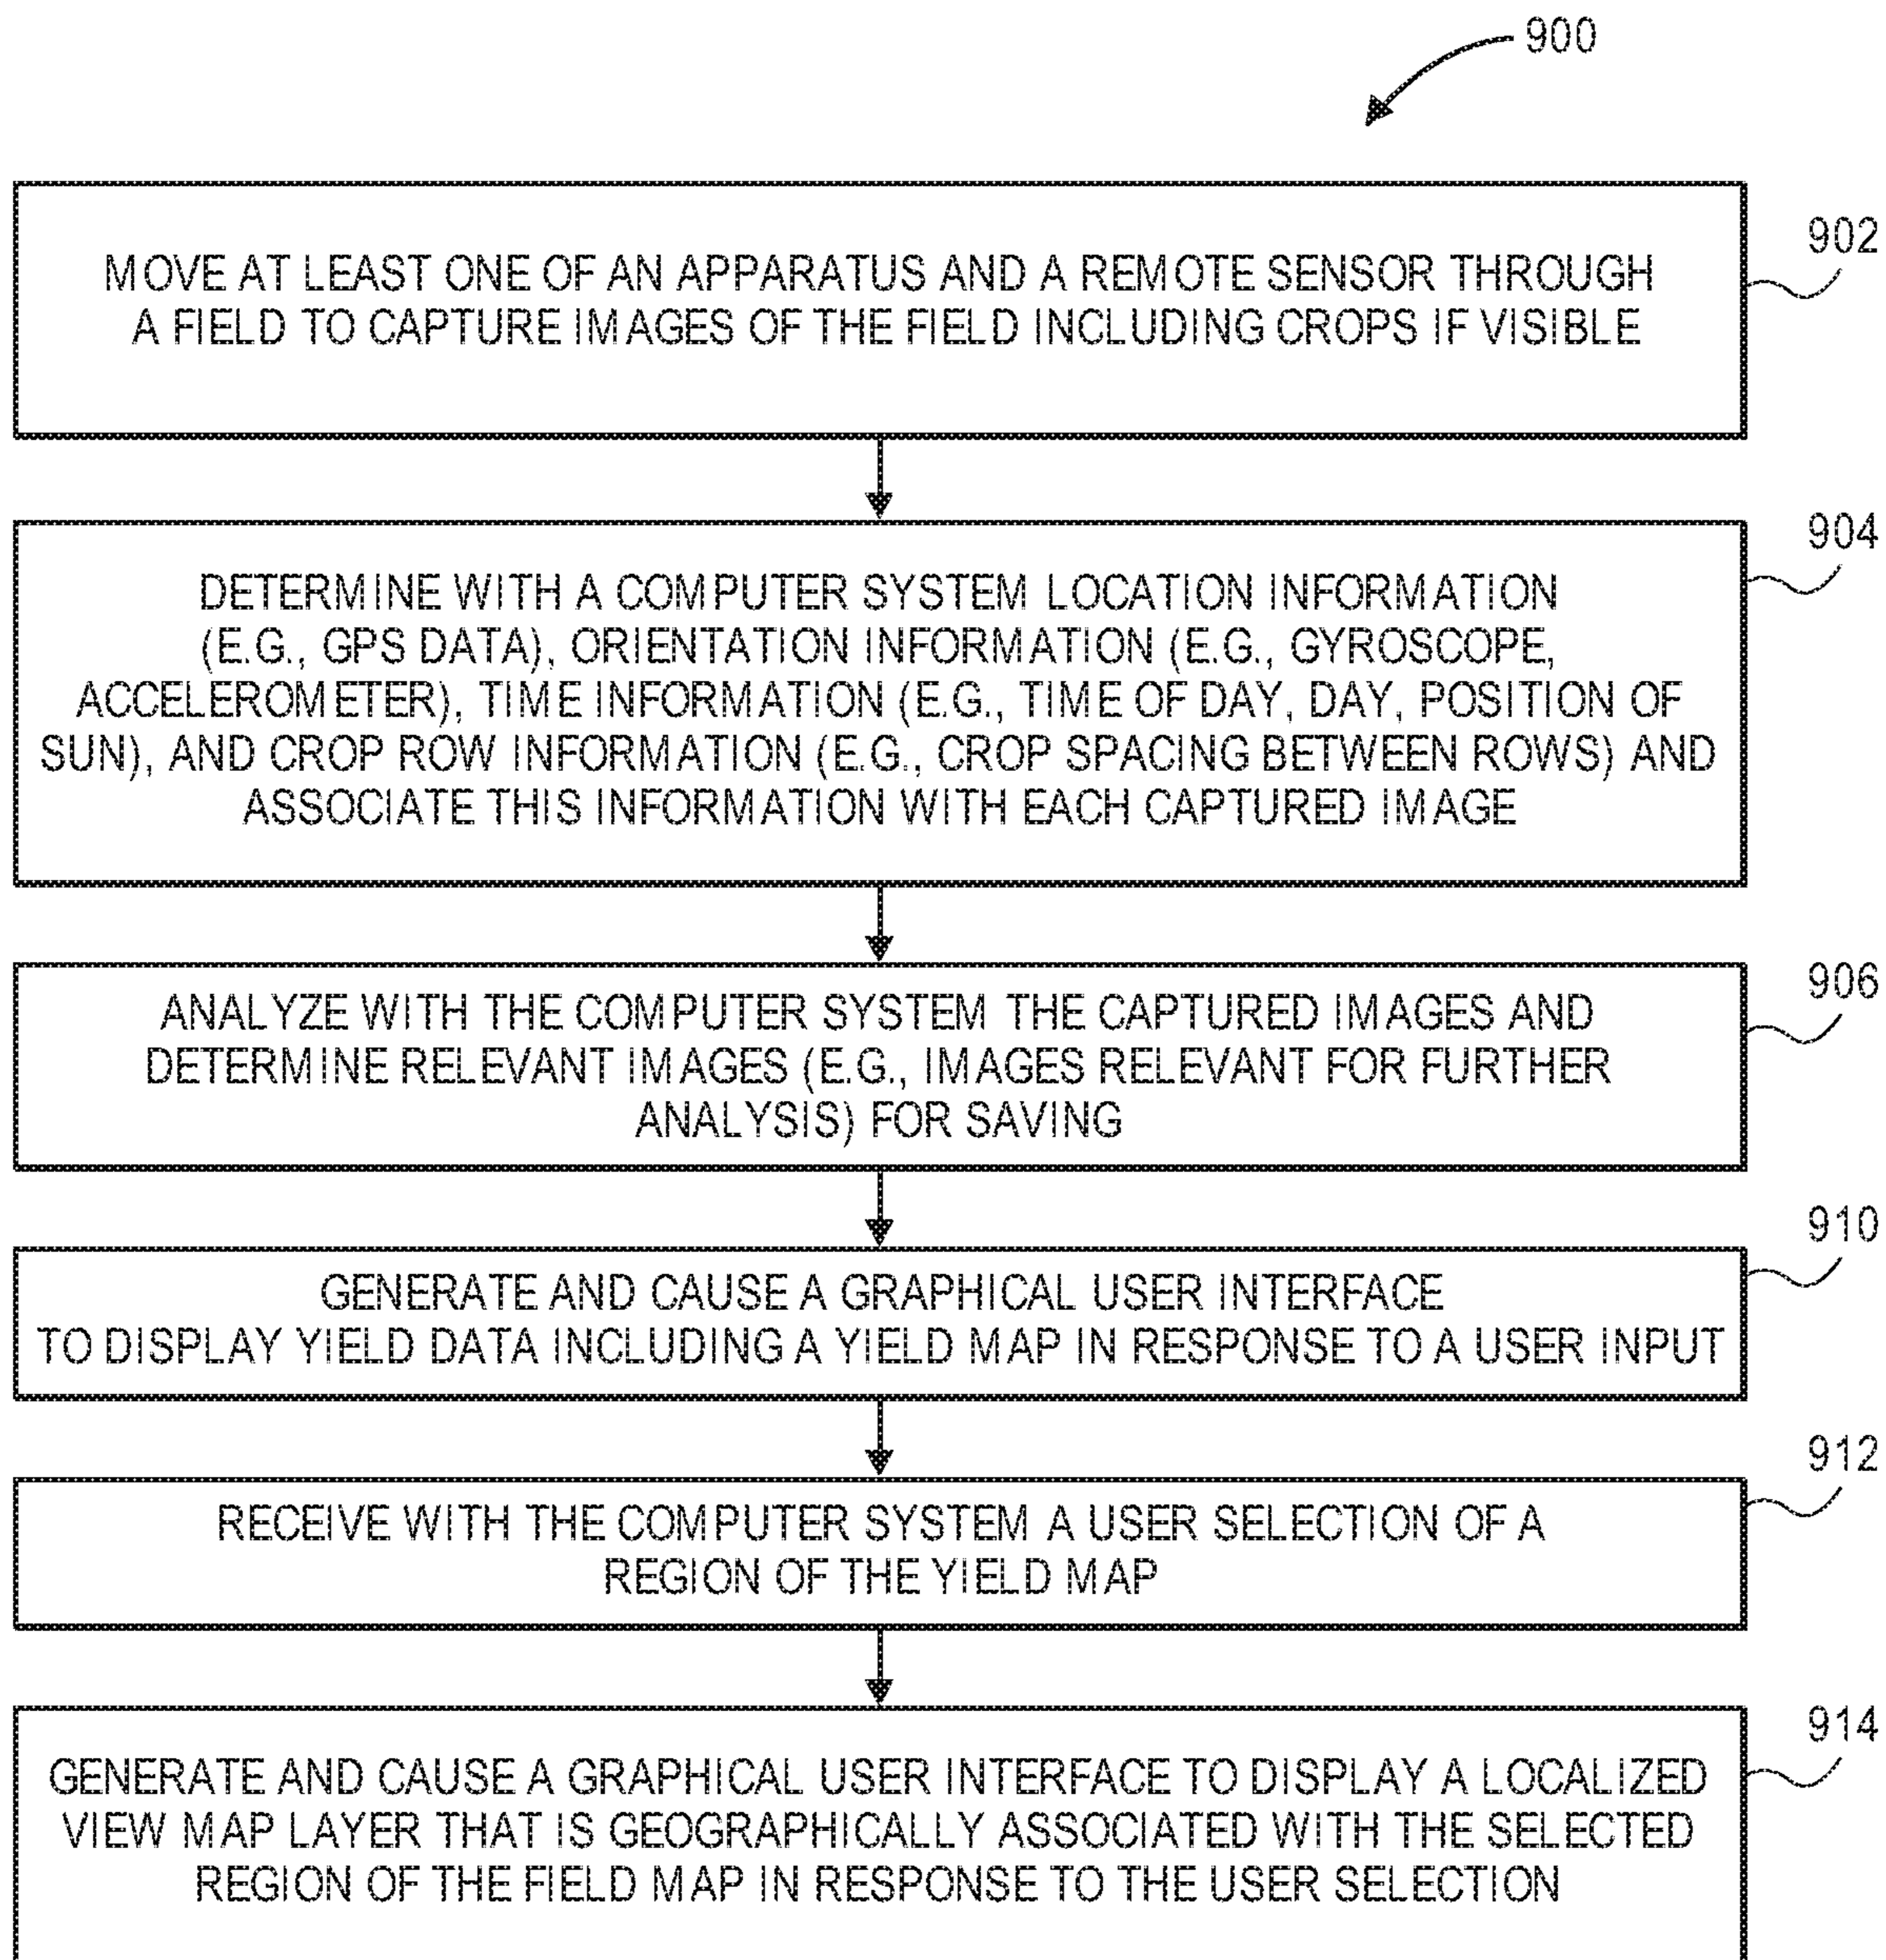 900
902
MOVE AT LEAST ONE OF AN APPARATUS AND A REMOTE SENSOR THROUGH
A FIELD TO CAPTURE IMAGES OF THE FIELD INCLUDING CROPS IF VISIBLE
904
DETERMINE WITH A COMPUTER SYSTEM LOCATION INFORMATION
(E.G., GPS DATA), ORIENTATION INFORMATION (E.G., GYROSCOPE,
ACCELEROMETER), TIME INFORMATION (E.G., TIME OF DAY, DAY, POSITION OF
SUN), AND CROP ROW INFORMATION (E.G., CROP SPACING BETWEEN ROWS) AND
ASSOCIATE THIS INFORMATION WITH EACH CAPTURED IMAGE
906
ANALYZE WITH THE COMPUTER SYSTEM THE CAPTURED IMAGES AND
DETERMINE RELEVANT IMAGES (E.G., IMAGES RELEVANT FOR FURTHER
ANALYSIS) FOR SAVING
910
GENERATE AND CAUSE A GRAPHICAL USER INTERFACE
TO DISPLAY YIELD DATA INCLUDING A YIELD MAP IN RESPONSE TO A USER INPUT
912
RECEIVE WITH THE COMPUTER SYSTEM A USER SELECTION OF A
REGION OF THE YIELD MAP
914
GENERATE AND CAUSE A GRAPHICAL USER INTERFACE TO DISPLAY A LOCALIZED
VIEW MAP LAYER THAT IS GEOGRAPHICALLY ASSOCIATED WITH THE SELECTED
REGION OF THE FIELD MAP IN RESPONSE TO THE USER SELECTION